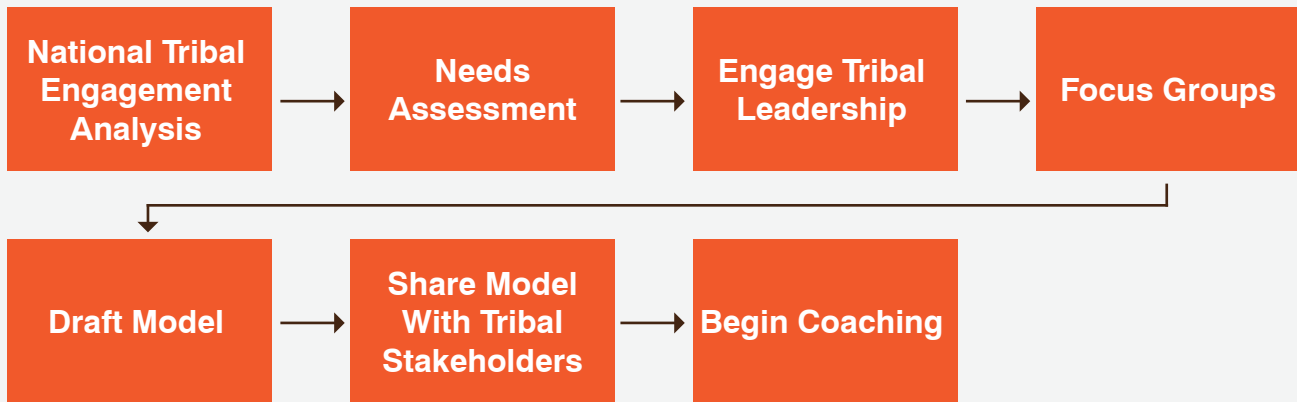 National Tribal
Engagement
Analysis
Needs
Assessment
Engage Tribal
Leadership
Focus Groups
Draft Model
Share Model
With Tribal
Stakeholders
Begin Coaching